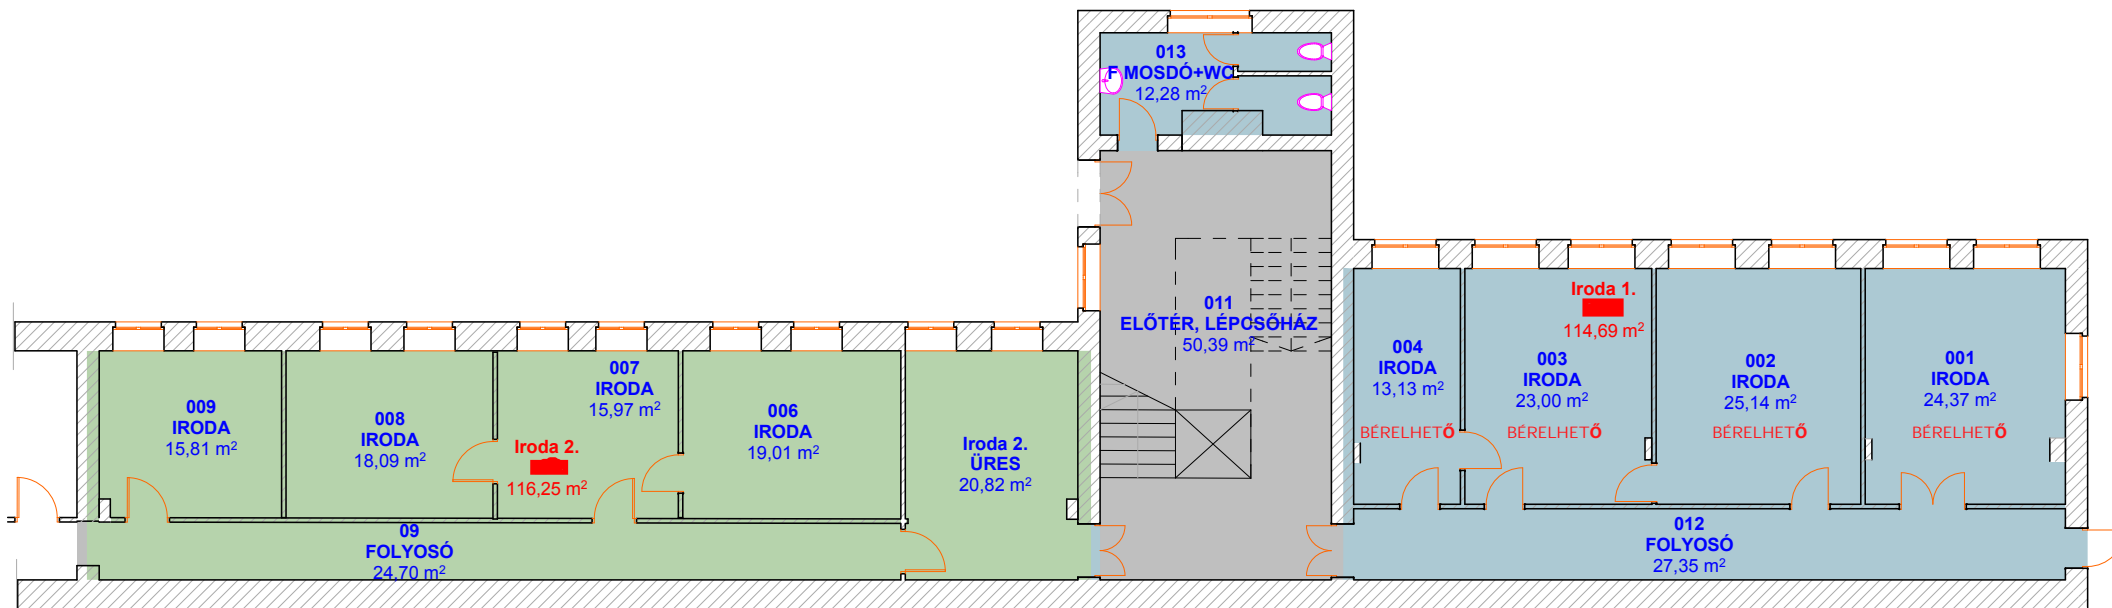 013
F MOSDÓ+WC
12,28 m²
011
ELŐTÉR, LÉPCSŐHÁZ
50,39 m²
009
IRODA
15,81 m²
008
IRODA
18,09 m²
007
IRODA
15,97 m²
Iroda 2.
116,25 m²
006
IRODA
19,01 m²
Iroda 2.
ÜRES
20,82 m²
09
FOLYOSÓ
24,70 m²
004
IRODA
13,13 m²
BÉRELHETŐ
Iroda 1.
114,69 m²
003
IRODA
23,00 m²
BÉRELHETŐ
002
IRODA
25,14 m²
BÉRELHETŐ
001
IRODA
24,37 m²
BÉRELHETŐ
012
FOLYOSÓ
27,35 m²